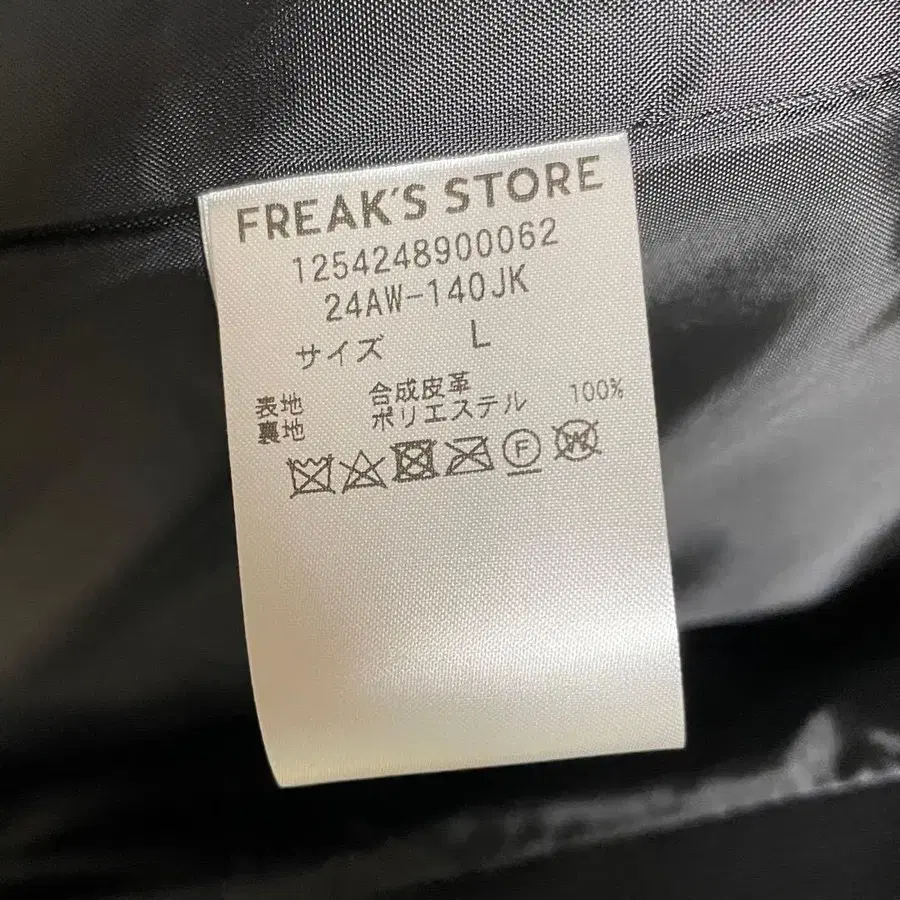 FREAK'S STORE
1254248900062
24AW-140JK
サイズ L
表地 合成皮革
裏地 ポリエステル 100%
F W